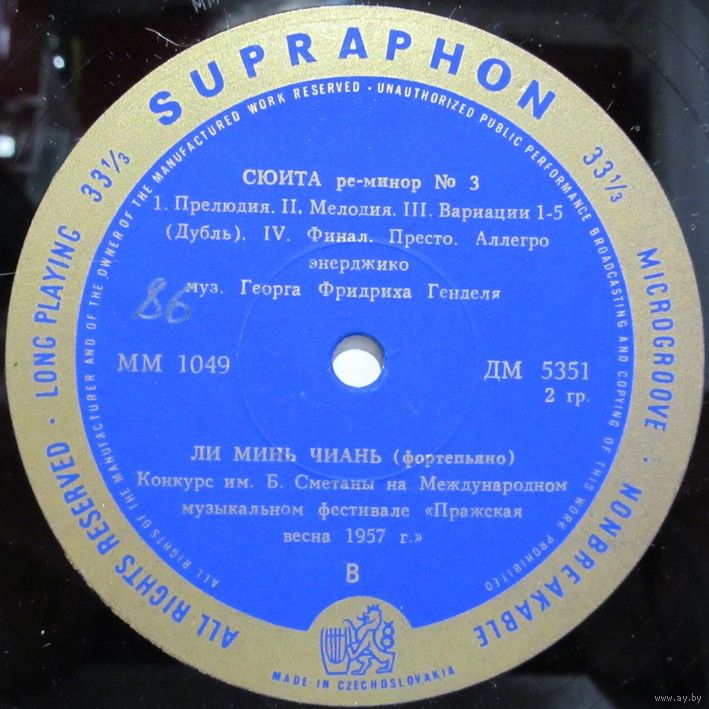 SUPRAPHON
33⅓
33⅓
LONG PLAYING
MICROGROOVE
ALL RIGHTS RESERVED
NONBREAKABLE
ALL RIGHTS OF THE MANUFACTURER AND OF THE OWNER OF THE MANUFACTURED WORK RESERVED · UNAUTHORIZED PUBLIC PERFORMANCE BROADCASTING AND COPYING OF THIS WORK PROHIBITED
СЮИТА ре-минор № 3
1. Прелюдия. II. Мелодия. III. Вариации 1-5
(Дубль). IV. Финал. Престо. Аллегро
энерджико
муз. Георга Фридриха Генделя
86
ММ 1049
ДМ 5351
2 гр.
ЛИ МИНЬ ЧИАНЬ (фортепьяно)
Конкурс им. Б. Сметаны на Международном
музыкальном фестивале «Пражская
весна 1957 г.»
В
MADE IN CZECHOSLOVAKIA
www.ay.by